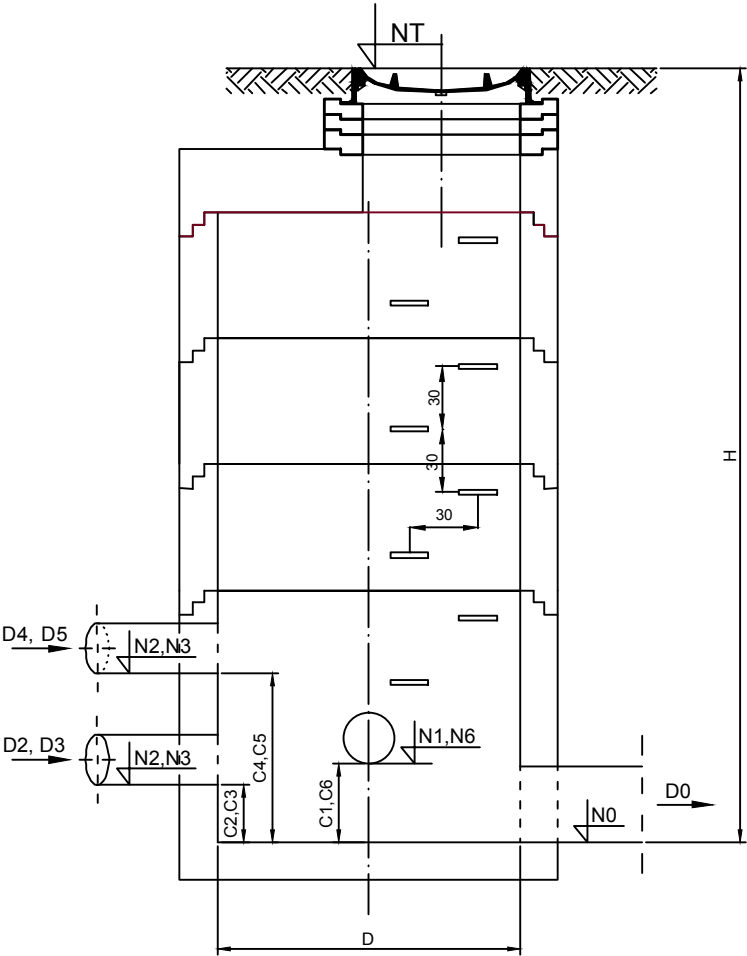 NT
30
30
30
H
D4, D5
N2,N3
D2, D3
N2,N3
C2,C3
C4,C5
C1,C6
N1,N6
D0
N0
D